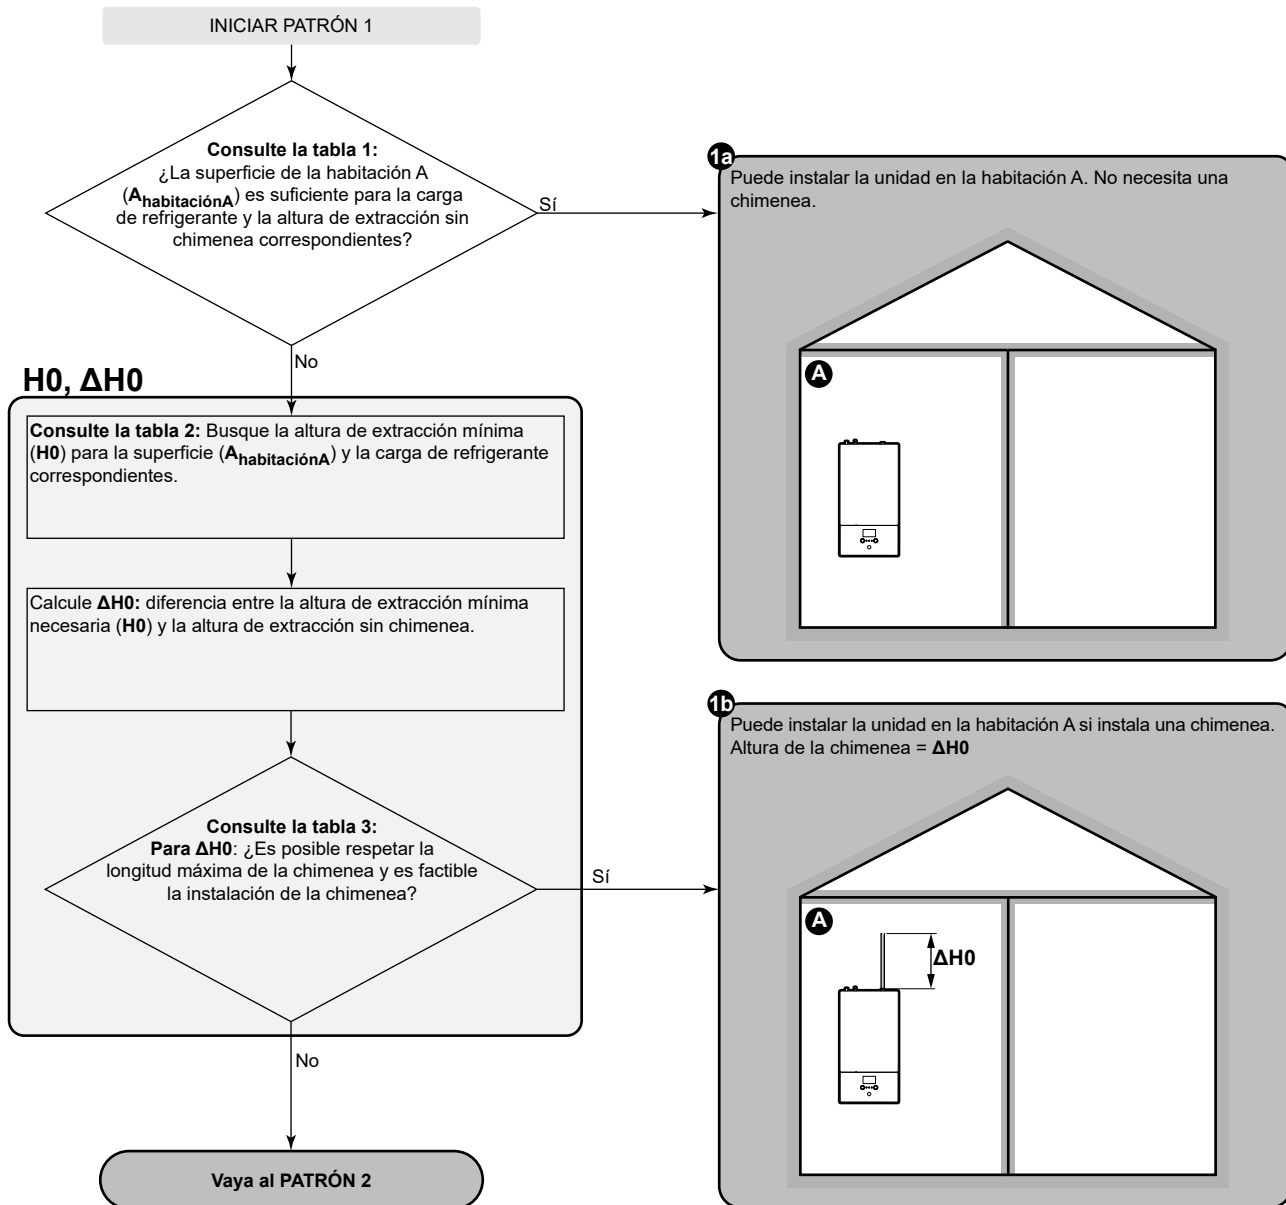 INICIAR PATRÓN 1
Consulte la tabla 1:
¿La superficie de la habitación A
(AhabitaciónA) es suficiente para la carga
de refrigerante y la altura de extracción sin
chimenea correspondientes?
Sí
No
1a
Puede instalar la unidad en la habitación A. No necesita una
chimenea.
A
H0, ΔH0
Consulte la tabla 2: Busque la altura de extracción mínima
(H0) para la superficie (AhabitaciónA) y la carga de refrigerante
correspondientes.
Calcule ΔH0: diferencia entre la altura de extracción mínima
necesaria (H0) y la altura de extracción sin chimenea.
Consulte la tabla 3:
Para ΔH0: ¿Es posible respetar la
longitud máxima de la chimenea y es factible
la instalación de la chimenea?
Sí
No
1b
Puede instalar la unidad en la habitación A si instala una chimenea.
Altura de la chimenea = ΔH0
A
ΔH0
Vaya al PATRÓN 2